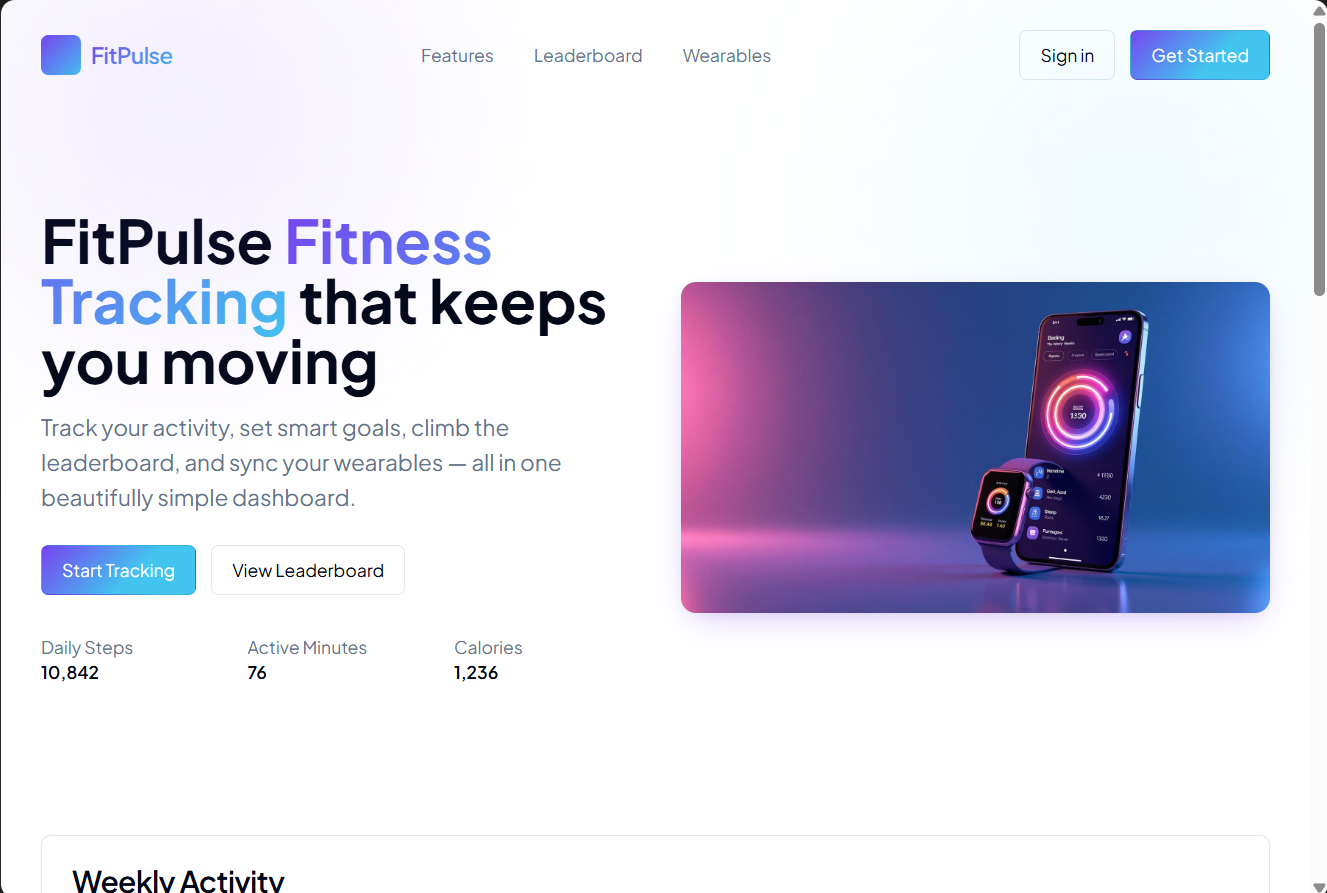 FitPulse
Features
Leaderboard
Wearables
Sign in
Get Started
FitPulse Fitness
Tracking that keeps
you moving
Track your activity, set smart goals, climb the
leaderboard, and sync your wearables — all in one
beautifully simple dashboard.
Start Tracking
View Leaderboard
Daily Steps
Active Minutes
Calories
10,842
76
1,236
Weekly Activity